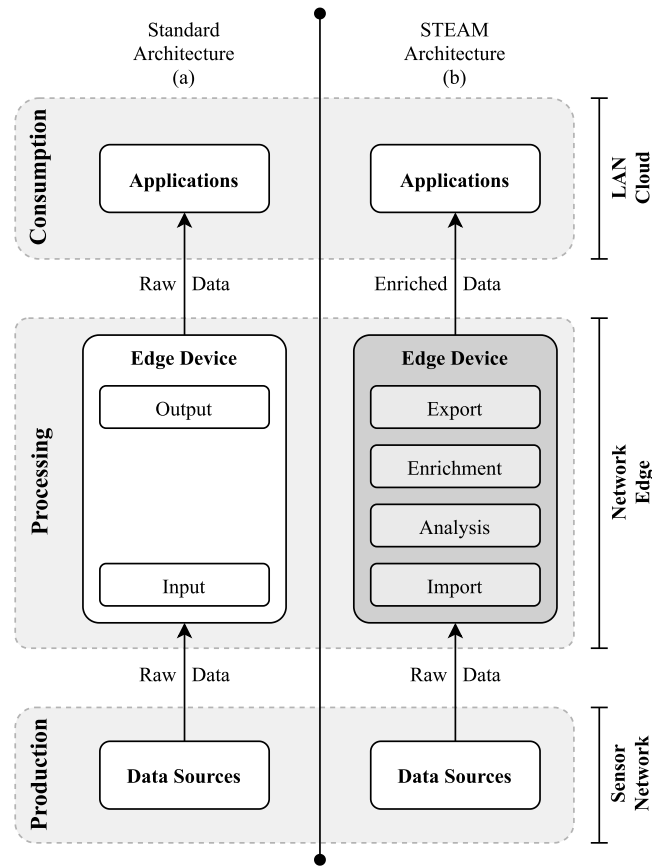 Standard
Architecture
(a)
STEAM
Architecture
(b)
Consumption
Applications
Applications
LAN
Cloud
Raw Data
Enriched Data
Processing
Edge Device
Output
Input
Edge Device
Export
Enrichment
Analysis
Import
Network
Edge
Raw Data
Raw Data
Production
Data Sources
Data Sources
Sensor
Network